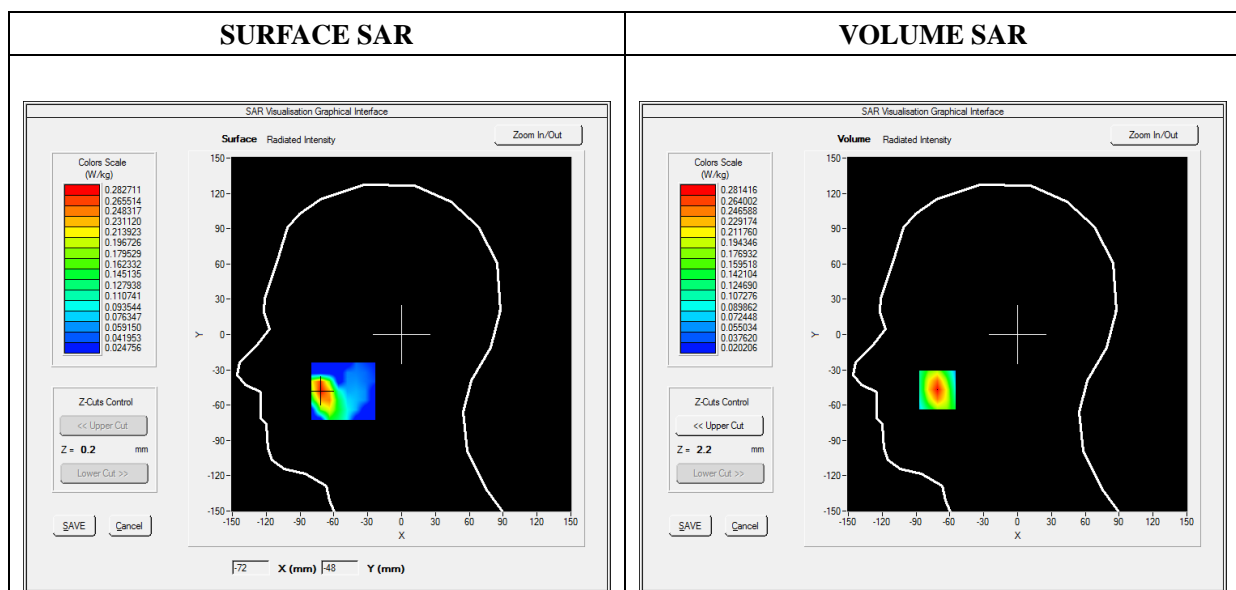 SURFACE SAR
VOLUME SAR
SAR Visualisation Graphical Interface
Surface Radiated Intensity
Zoom In/Out
Colors Scale
(W/kg)
0.282711
0.265514
0.248317
0.231120
0.213923
0.196726
0.179529
0.162332
0.145135
0.127938
0.110741
0.093544
0.076347
0.059150
0.041953
0.024756
150
120
90
60
30
0
-30
-60
-90
-120
-150
Y
-150 -120 -90 -60 -30 0 30 60 90 120 150
X
Z-Cuts Control
<< Upper Cut
Z = 0.2 mm
Lower Cut >>
SAVE Cancel
-72 X (mm) -48 Y (mm)
SAR Visualisation Graphical Interface
Volume Radiated Intensity
Zoom In/Out
Colors Scale
(W/kg)
0.281416
0.264002
0.246588
0.229174
0.211760
0.194346
0.176932
0.159518
0.142104
0.124690
0.107276
0.089862
0.072448
0.055034
0.037620
0.020206
150
120
90
60
30
0
-30
-60
-90
-120
-150
Y
-150 -120 -90 -60 -30 0 30 60 90 120 150
X
Z-Cuts Control
<< Upper Cut
Z = 2.2 mm
Lower Cut >>
SAVE Cancel